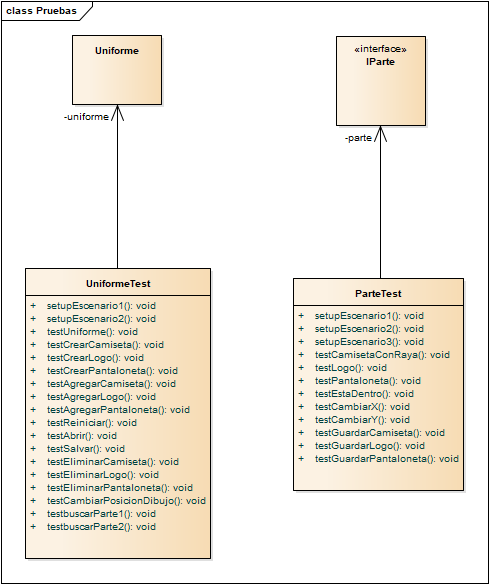 class Pruebas
Uniforme
-uniforme
UniformeTest
+ setupEscenario1(): void
+ setupEscenario2(): void
+ testUniforme(): void
+ testCrearCamiseta(): void
+ testCrearLogo(): void
+ testCrearPantaloneta(): void
+ testAgregarCamiseta(): void
+ testAgregarLogo(): void
+ testAgregarPantaloneta(): void
+ testReiniciar(): void
+ testAbrir(): void
+ testSalvar(): void
+ testEliminarCamiseta(): void
+ testEliminarLogo(): void
+ testEliminarPantaloneta(): void
+ testCambiarPosicionDibujo(): void
+ testbuscarParte1(): void
+ testbuscarParte2(): void
«interface»
IParte
-parte
ParteTest
+ setupEscenario1(): void
+ setupEscenario2(): void
+ setupEscenario3(): void
+ testCamisetaConRaya(): void
+ testLogo(): void
+ testPantaloneta(): void
+ testEstaDentro(): void
+ testCambiarX(): void
+ testCambiarY(): void
+ testGuardarCamiseta(): void
+ testGuardarLogo(): void
+ testGuardarPantaloneta(): void